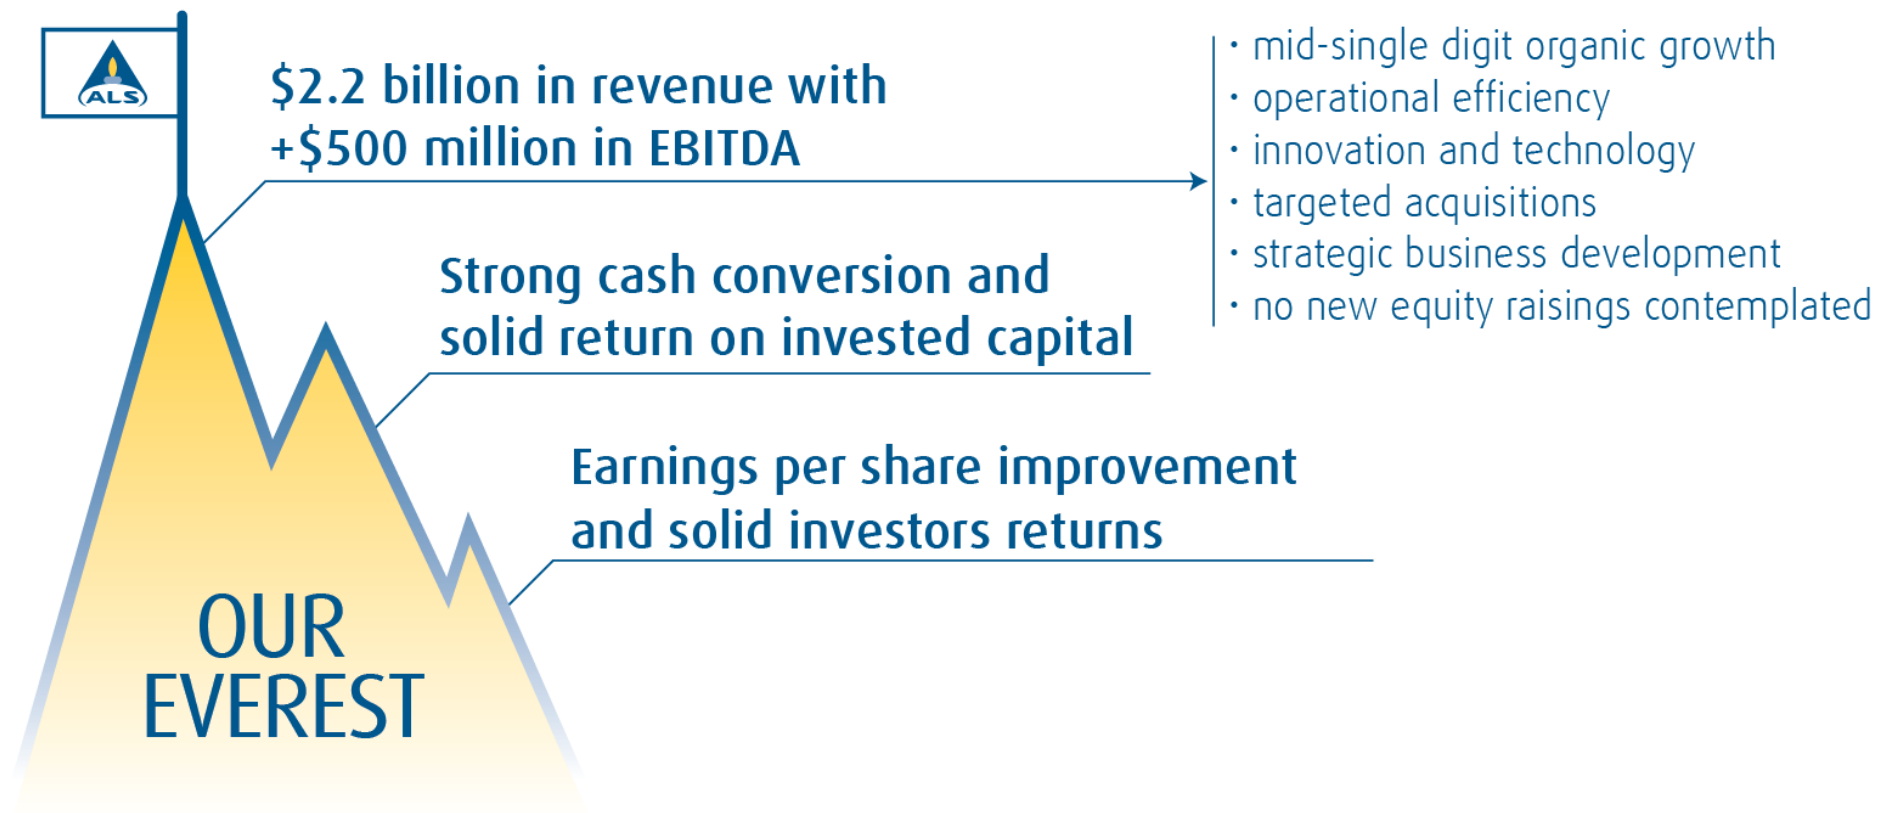 ALS
$2.2 billion in revenue with
+$500 million in EBITDA
• mid-single digit organic growth
• operational efficiency
• innovation and technology
• targeted acquisitions
• strategic business development
• no new equity raisings contemplated
Strong cash conversion and
solid return on invested capital
Earnings per share improvement
and solid investors returns
OUR
EVEREST